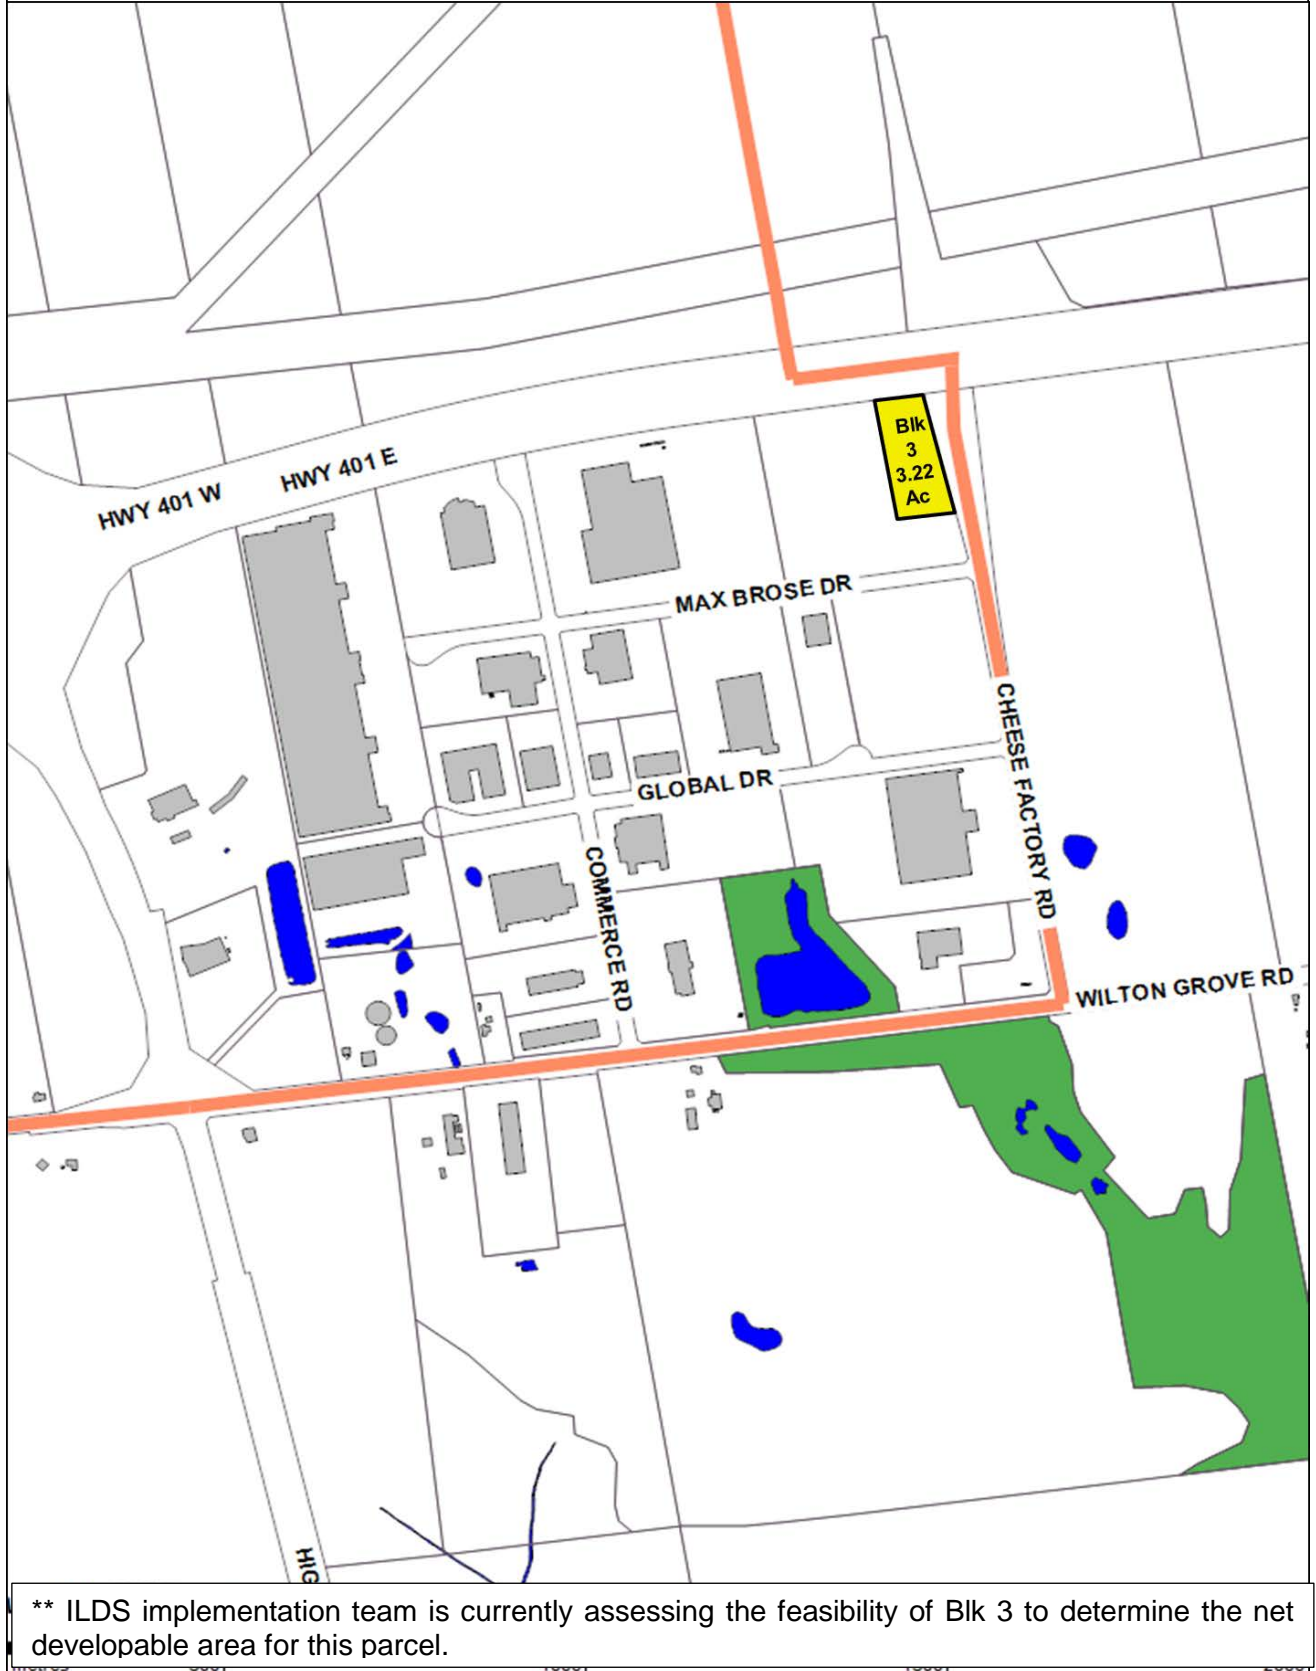 Blk
3
3.22
Ac
HWY 401 E
HWY 401 W
MAX BROSE DR
CHEESE FACTORY RD
GLOBAL DR
COMMERCE RD
WILTON GROVE RD
HIG
** ILDS implementation team is currently assessing the feasibility of Blk 3 to determine the net
developable area for this parcel.